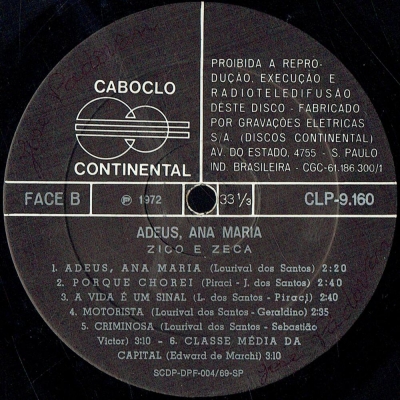 CABOCLO
CONTINENTAL
PROIBIDA A REPRO-
DUÇÃO, EXECUÇÃO E
RADIOTELEDIFUSÃO
DESTE DISCO - FABRICADO
POR GRAVAÇÕES ELÉTRICAS
S/A (DISCOS CONTINENTAL)
AV. DO ESTADO, 4755 - S. PAULO
IND. BRASILEIRA - CGC-61.186.300/1
FACE B
Ⓟ 1972
33 1/3
CLP-9.160
ADEUS, ANA MARIA
ZICO E ZECA
1. ADEUS, ANA MARIA (Lourival dos Santos) 2:20
2. PORQUE CHOREI (Piraci - J. dos Santos) 2:40
3. A VIDA É UM SINAL (L. dos Santos - Piraci) 2:40
4. MOTORISTA (Lourival dos Santos - Geraldino) 2:35
5. CRIMINOSA (Lourival dos Santos - Sebastião
Victor) 3:10 - 6. CLASSE MÉDIA DA
CAPITAL (Edward de Marchi) 3:10
SCDP-DPF-004/69-SP